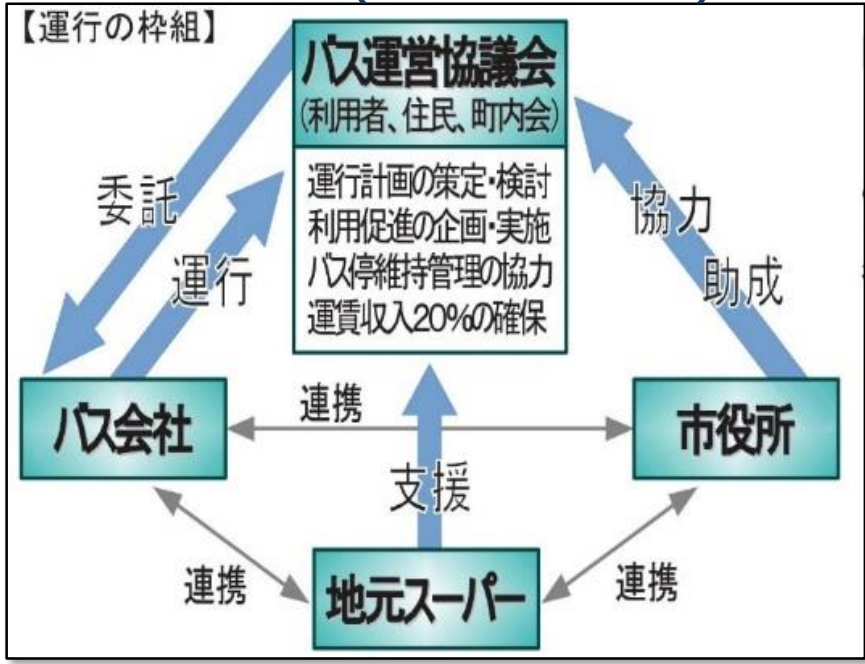 【運行の枠組】
バス運営協議会
(利用者、住民、町内会)
運行計画の策定・検討
利用促進の企画・実施
バス停維持管理の協力
運賃収入20%の確保
委託
運行
協力
助成
バス会社
連携
市役所
支援
連携
地元スーパー
連携